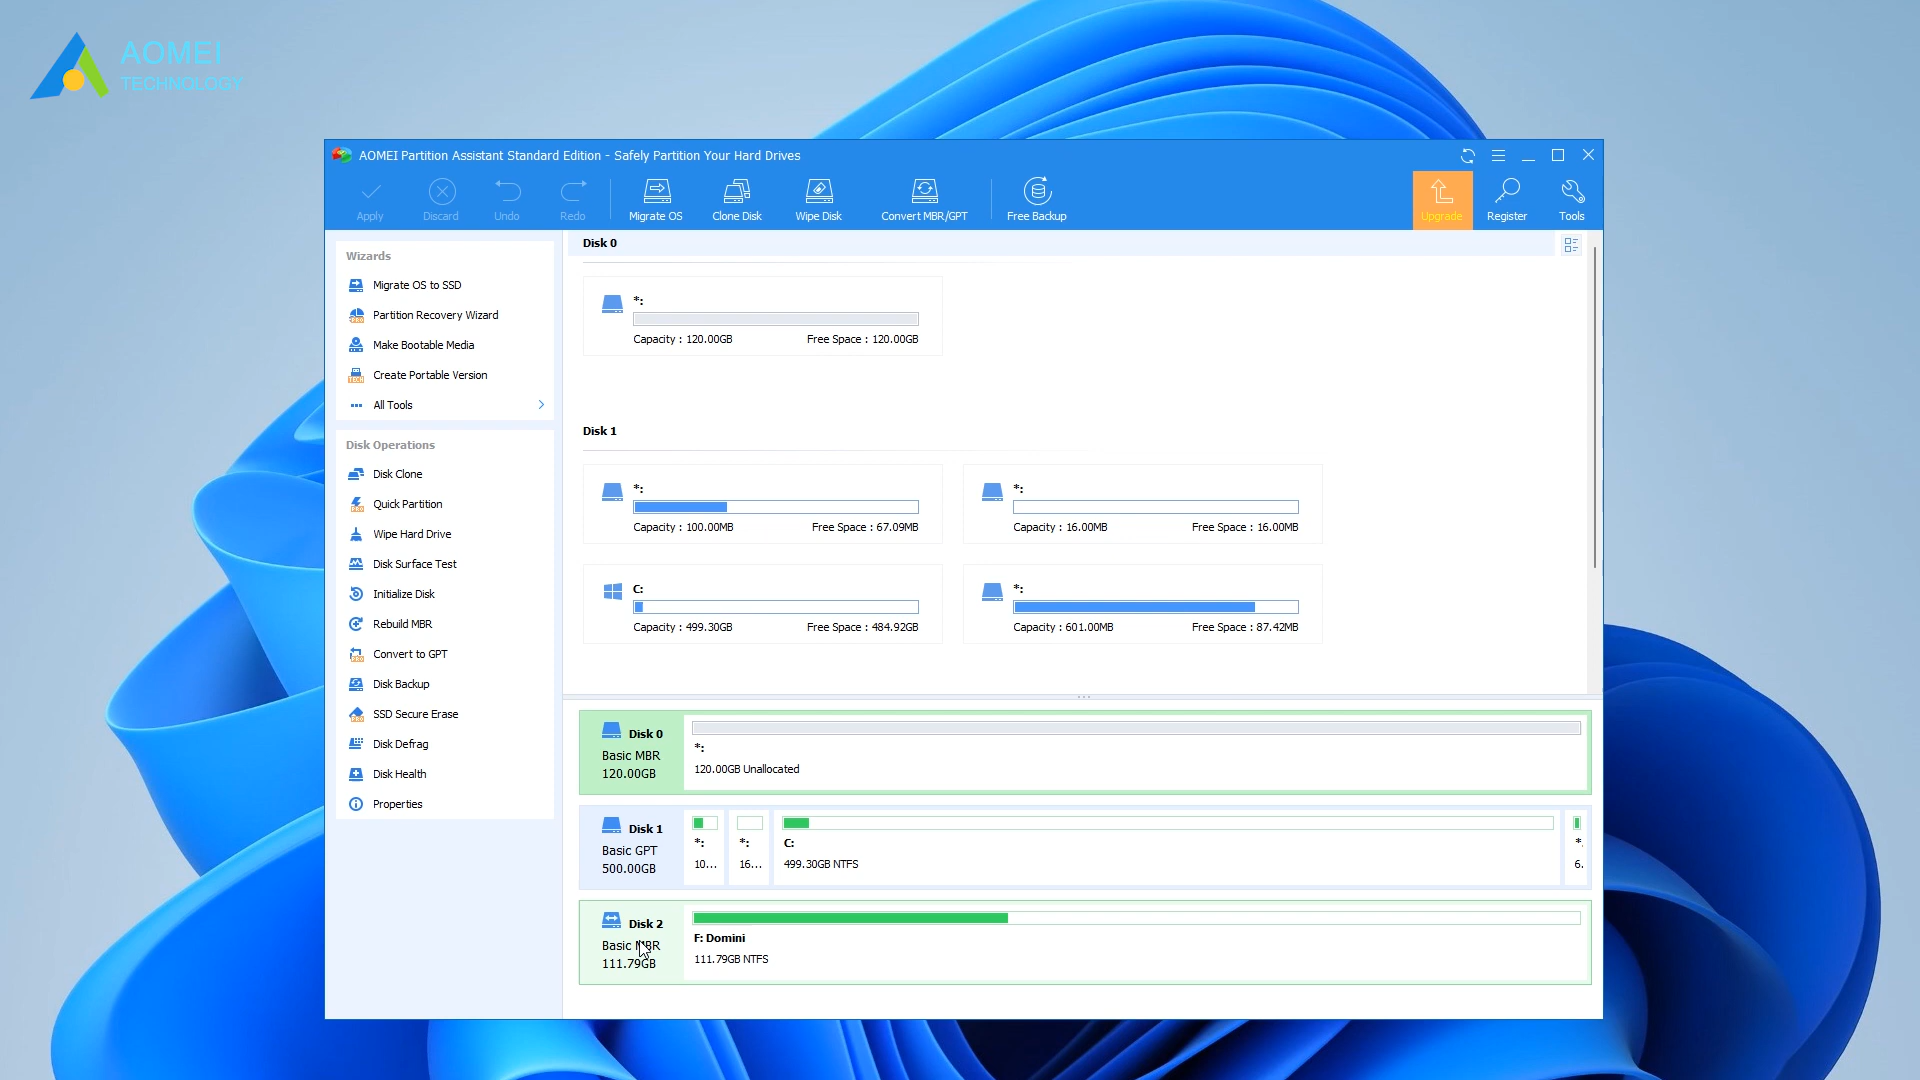 AOMEI
TECHNOLOGY
AOMEI Partition Assistant Standard Edition - Safely Partition Your Hard Drives
Apply
Discard
Undo
Redo
Migrate OS
Clone Disk
Wipe Disk
Convert MBR/GPT
Free Backup
Upgrade
Register
Tools
Wizards
Migrate OS to SSD
Partition Recovery Wizard
Make Bootable Media
Create Portable Version
All Tools
Disk Operations
Disk Clone
Quick Partition
Wipe Hard Drive
Disk Surface Test
Initialize Disk
Rebuild MBR
Convert to GPT
Disk Backup
SSD Secure Erase
Disk Defrag
Disk Health
Properties
Disk 0
*:
Capacity : 120.00GB Free Space : 120.00GB
Disk 1
*:
Capacity : 100.00MB Free Space : 67.09MB
*:
Capacity : 16.00MB Free Space : 16.00MB
C:
Capacity : 499.30GB Free Space : 484.92GB
*:
Capacity : 601.00MB Free Space : 87.42MB
Disk 0
Basic MBR
120.00GB
*:
120.00GB Unallocated
Disk 1
Basic GPT
500.00GB
*:
10...
*:
16...
C:
499.30GB NTFS
*:
6.
Disk 2
Basic MBR
111.79GB
F: Domini
111.79GB NTFS